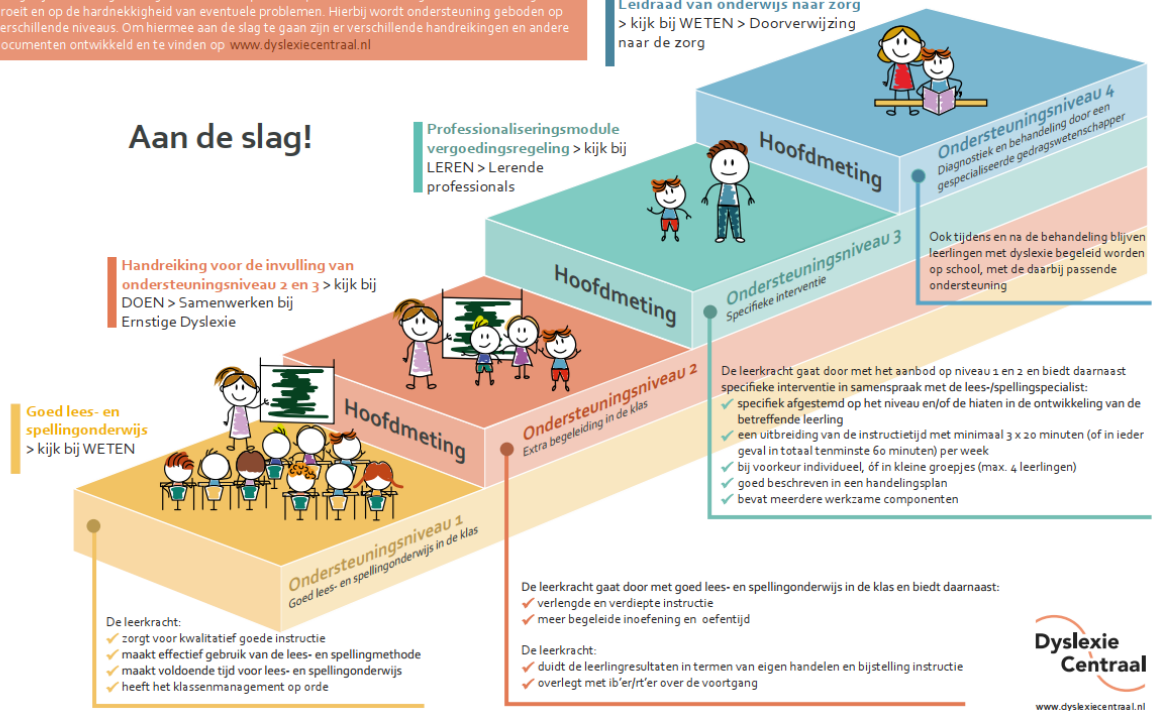 roeit en op de hardnekkigheid van eventuele problemen. Hierbij wordt ondersteuning geboden op
erschillende niveaus. Om hiermee aan de slag te gaan zijn er verschillende handreikingen en andere
ocumenten ontwikkeld en te vinden op www.dyslexiecentraal.nl
Leidraad van onderwijs naar zorg
> kijk bij WETEN > Doorverwijzing
naar de zorg
Aan de slag!
Professionaliseringsmodule
vergoedingsregeling > kijk bij
LEREN > Lerende
professionals
Handreiking voor de invulling van
ondersteuningsniveau 2 en 3 > kijk bij
DOEN > Samenwerken bij
Ernstige Dyslexie
Goed lees- en
spellingonderwijs
> kijk bij WETEN
Hoofdmeting
Ondersteuningsniveau 4
Diagnostiek en behandeling door een
gespecialiseerde gedragswetenschapper
Ook tijdens en na de behandeling blijven
leerlingen met dyslexie begeleid worden
op school, met de daarbij passende
ondersteuning
Hoofdmeting
Ondersteuningsniveau 3
Specifieke interventie
De leerkracht gaat door met het aanbod op niveau 1 en 2 en biedt daarnaast
specifieke interventie in samenspraak met de lees-/spellingspecialist:
✓ specifiek afgestemd op het niveau en/of de hiaten in de ontwikkeling van de
betreffende leerling
✓ een uitbreiding van de instructietijd met minimaal 3 x 20 minuten (of in ieder
geval in totaal tenminste 60 minuten) per week
✓ bij voorkeur individueel, óf in kleine groepjes (max. 4 leerlingen)
✓ goed beschreven in een handelingsplan
✓ bevat meerdere werkzame componenten
Hoofdmeting
Ondersteuningsniveau 2
Extra begeleiding in de klas
De leerkracht gaat door met goed lees- en spellingonderwijs in de klas en biedt daarnaast:
✓ verlengde en verdiepte instructie
✓ meer begeleide inoefening en oefentijd
De leerkracht:
✓ duidt de leerlingresultaten in termen van eigen handelen en bijstelling instructie
✓ overlegt met ib'er/rt'er over de voortgang
Ondersteuningsniveau 1
Goed lees- en spellingonderwijs in de klas
De leerkracht:
✓ zorgt voor kwalitatief goede instructie
✓ maakt effectief gebruik van de lees- en spellingmethode
✓ maakt voldoende tijd voor lees- en spellingonderwijs
✓ heeft het klassenmanagement op orde
Dyslexie
Centraal
www.dyslexiecentraal.nl